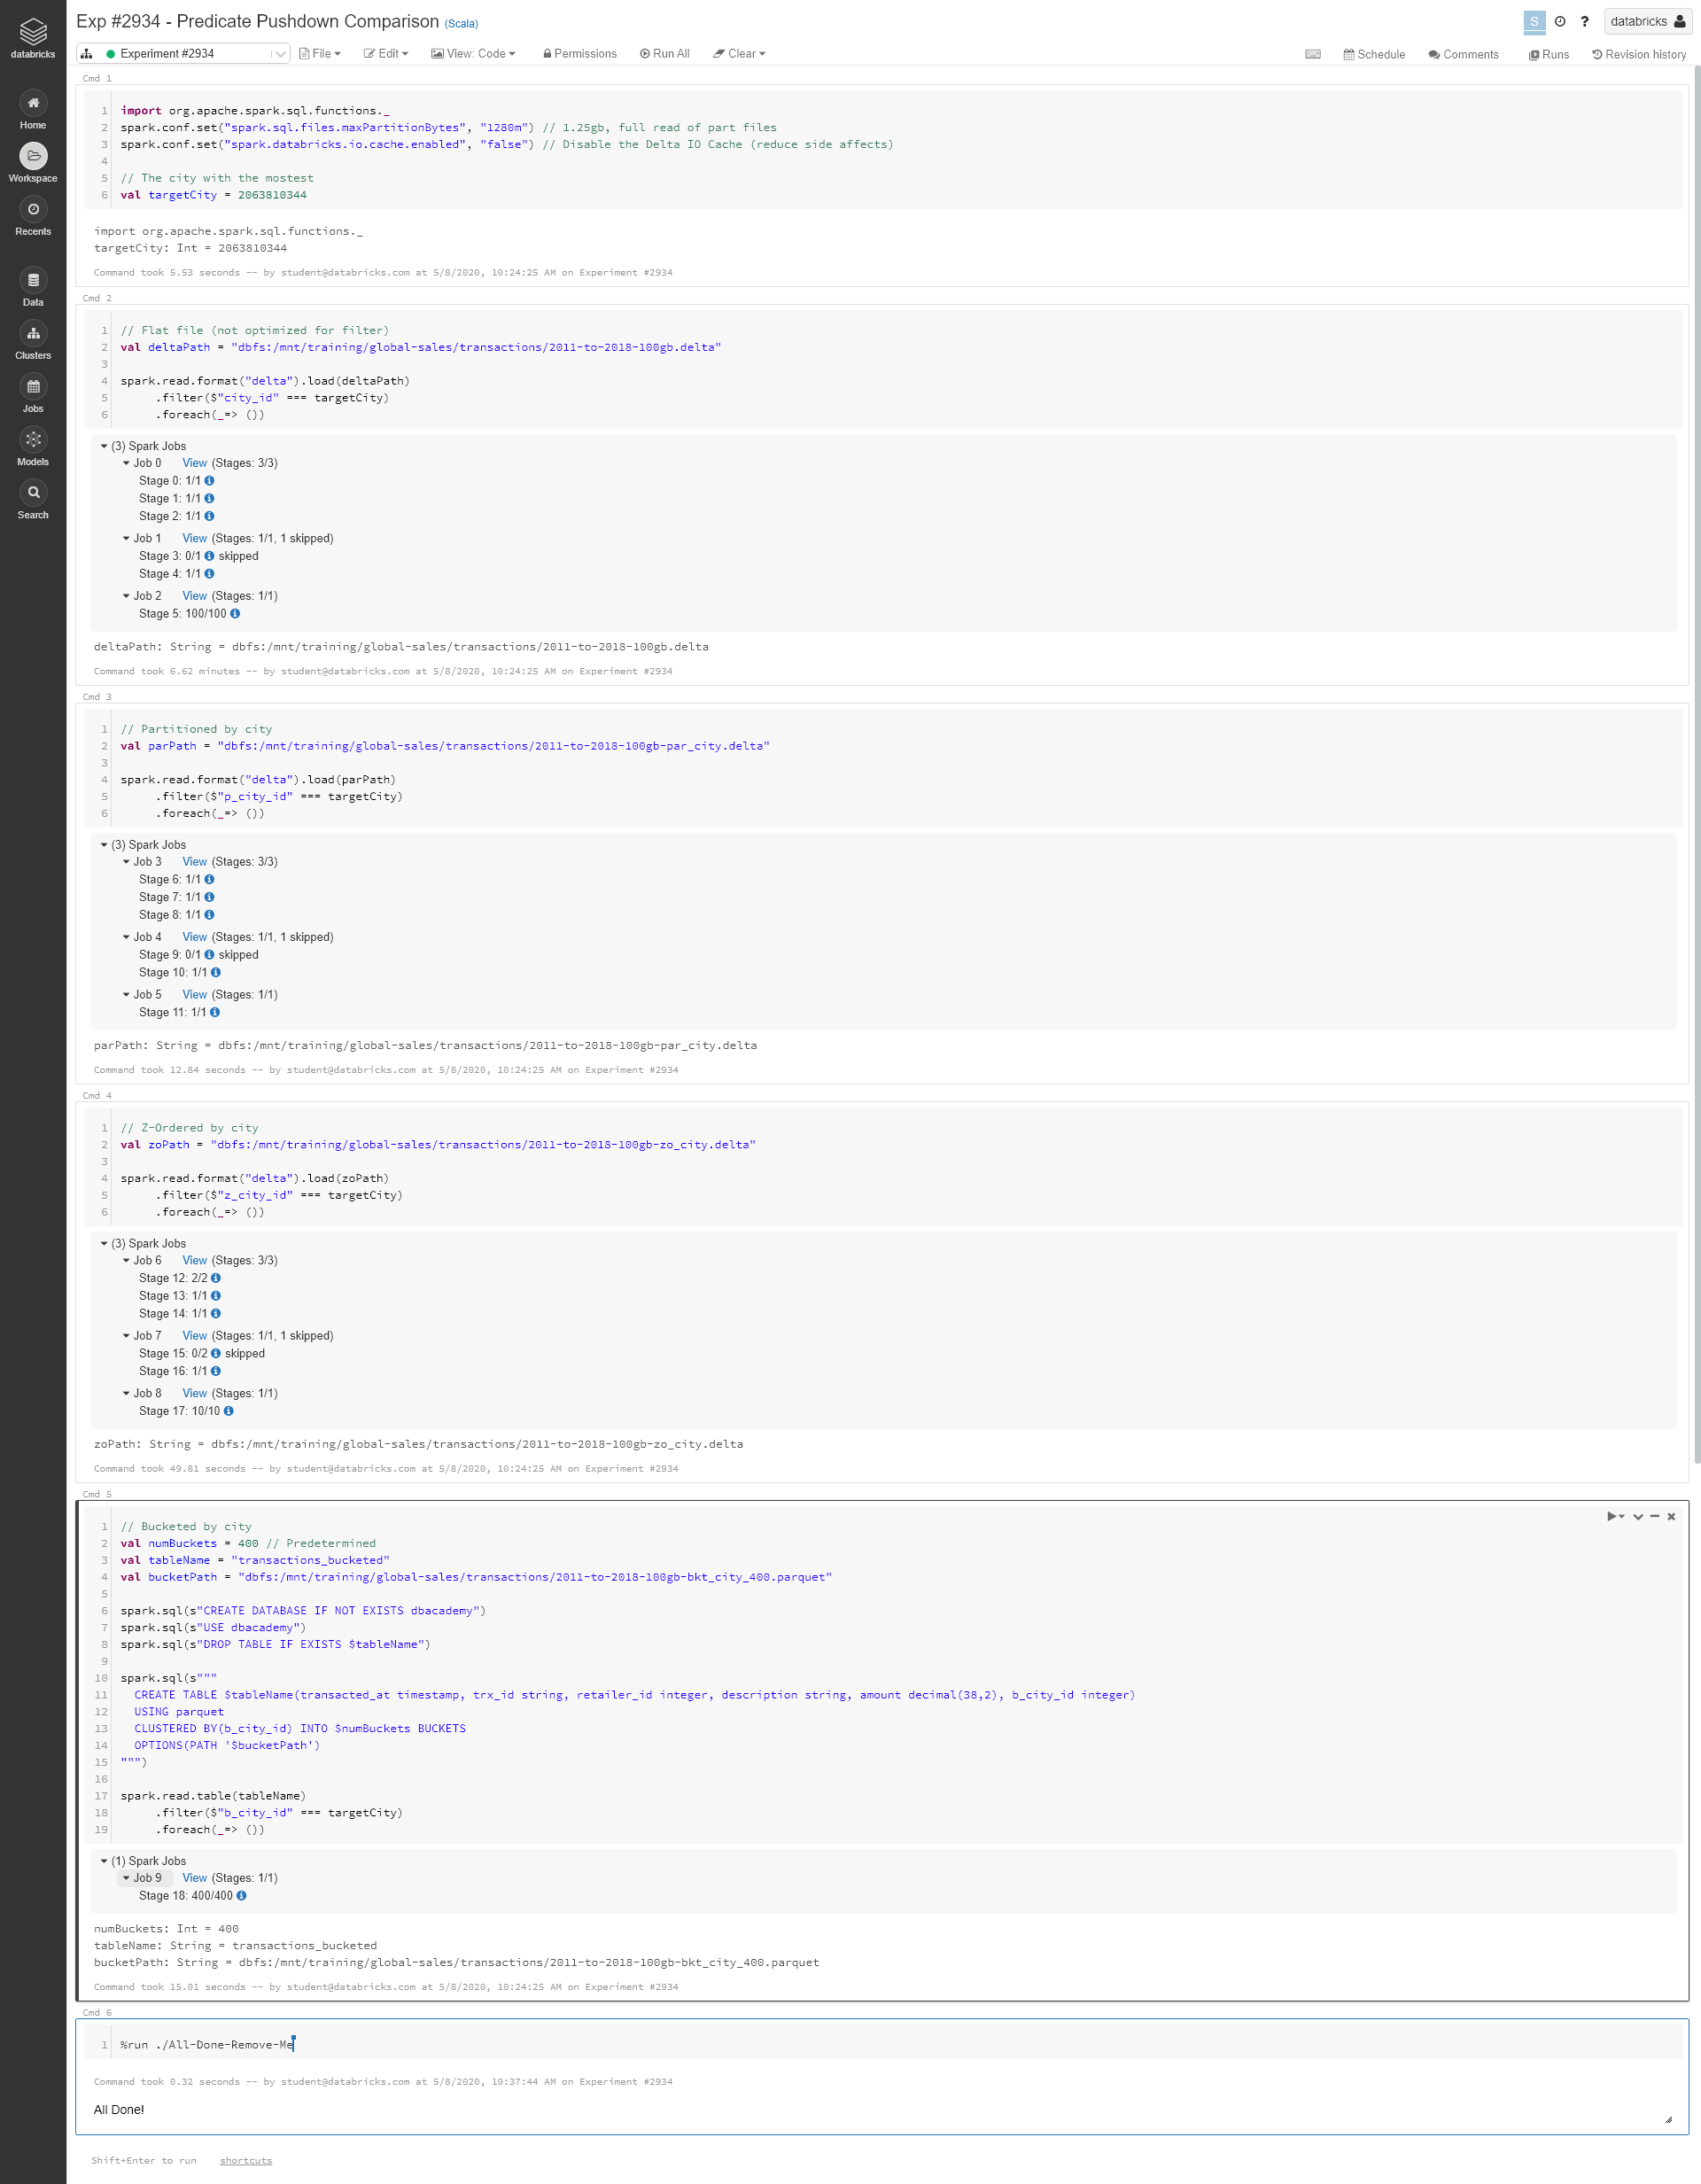 databricks
Home
Workspace
Recents
Data
Clusters
Jobs
Models
Search
Exp #2934 - Predicate Pushdown Comparison (Scala)
S ? databricks
Experiment #2934 File Edit View: Code Permissions Run All Clear Schedule Comments Runs Revision history
Cmd 1
1 import org.apache.spark.sql.functions._
2 spark.conf.set("spark.sql.files.maxPartitionBytes", "1280m") // 1.25gb, full read of part files
3 spark.conf.set("spark.databricks.io.cache.enabled", "false") // Disable the Delta IO Cache (reduce side affects)
4
5 // The city with the mostest
6 val targetCity = 2063810344
import org.apache.spark.sql.functions._
targetCity: Int = 2063810344
Command took 5.53 seconds -- by student@databricks.com at 5/8/2020, 10:24:25 AM on Experiment #2934
Cmd 2
1 // Flat file (not optimized for filter)
2 val deltaPath = "dbfs:/mnt/training/global-sales/transactions/2011-to-2018-100gb.delta"
3
4 spark.read.format("delta").load(deltaPath)
5 .filter($"city_id" === targetCity)
6 .foreach(_=> ())
(3) Spark Jobs
Job 0 View (Stages: 3/3)
Stage 0: 1/1
Stage 1: 1/1
Stage 2: 1/1
Job 1 View (Stages: 1/1, 1 skipped)
Stage 3: 0/1 skipped
Stage 4: 1/1
Job 2 View (Stages: 1/1)
Stage 5: 100/100
deltaPath: String = dbfs:/mnt/training/global-sales/transactions/2011-to-2018-100gb.delta
Command took 6.62 minutes -- by student@databricks.com at 5/8/2020, 10:24:25 AM on Experiment #2934
Cmd 3
1 // Partitioned by city
2 val parPath = "dbfs:/mnt/training/global-sales/transactions/2011-to-2018-100gb-par_city.delta"
3
4 spark.read.format("delta").load(parPath)
5 .filter($"p_city_id" === targetCity)
6 .foreach(_=> ())
(3) Spark Jobs
Job 3 View (Stages: 3/3)
Stage 6: 1/1
Stage 7: 1/1
Stage 8: 1/1
Job 4 View (Stages: 1/1, 1 skipped)
Stage 9: 0/1 skipped
Stage 10: 1/1
Job 5 View (Stages: 1/1)
Stage 11: 1/1
parPath: String = dbfs:/mnt/training/global-sales/transactions/2011-to-2018-100gb-par_city.delta
Command took 12.84 seconds -- by student@databricks.com at 5/8/2020, 10:24:25 AM on Experiment #2934
Cmd 4
1 // Z-Ordered by city
2 val zoPath = "dbfs:/mnt/training/global-sales/transactions/2011-to-2018-100gb-zo_city.delta"
3
4 spark.read.format("delta").load(zoPath)
5 .filter($"z_city_id" === targetCity)
6 .foreach(_=> ())
(3) Spark Jobs
Job 6 View (Stages: 3/3)
Stage 12: 2/2
Stage 13: 1/1
Stage 14: 1/1
Job 7 View (Stages: 1/1, 1 skipped)
Stage 15: 0/2 skipped
Stage 16: 1/1
Job 8 View (Stages: 1/1)
Stage 17: 10/10
zoPath: String = dbfs:/mnt/training/global-sales/transactions/2011-to-2018-100gb-zo_city.delta
Command took 49.81 seconds -- by student@databricks.com at 5/8/2020, 10:24:25 AM on Experiment #2934
Cmd 5
1 // Bucketed by city
2 val numBuckets = 400 // Predetermined
3 val tableName = "transactions_bucketed"
4 val bucketPath = "dbfs:/mnt/training/global-sales/transactions/2011-to-2018-100gb-bkt_city_400.parquet"
5
6 spark.sql(s"CREATE DATABASE IF NOT EXISTS dbacademy")
7 spark.sql(s"USE dbacademy")
8 spark.sql(s"DROP TABLE IF EXISTS $tableName")
9
10 spark.sql(s"""
11 CREATE TABLE $tableName(transacted_at timestamp, trx_id string, retailer_id integer, description string, amount decimal(38,2), b_city_id integer)
12 USING parquet
13 CLUSTERED BY(b_city_id) INTO $numBuckets BUCKETS
14 OPTIONS(PATH '$bucketPath')
15 """)
16
17 spark.read.table(tableName)
18 .filter($"b_city_id" === targetCity)
19 .foreach(_=> ())
(1) Spark Jobs
Job 9 View (Stages: 1/1)
Stage 18: 400/400
numBuckets: Int = 400
tableName: String = transactions_bucketed
bucketPath: String = dbfs:/mnt/training/global-sales/transactions/2011-to-2018-100gb-bkt_city_400.parquet
Command took 15.01 seconds -- by student@databricks.com at 5/8/2020, 10:24:25 AM on Experiment #2934
Cmd 6
1 %run ./All-Done-Remove-Me
Command took 0.32 seconds -- by student@databricks.com at 5/8/2020, 10:37:44 AM on Experiment #2934
All Done!
Shift+Enter to run shortcuts